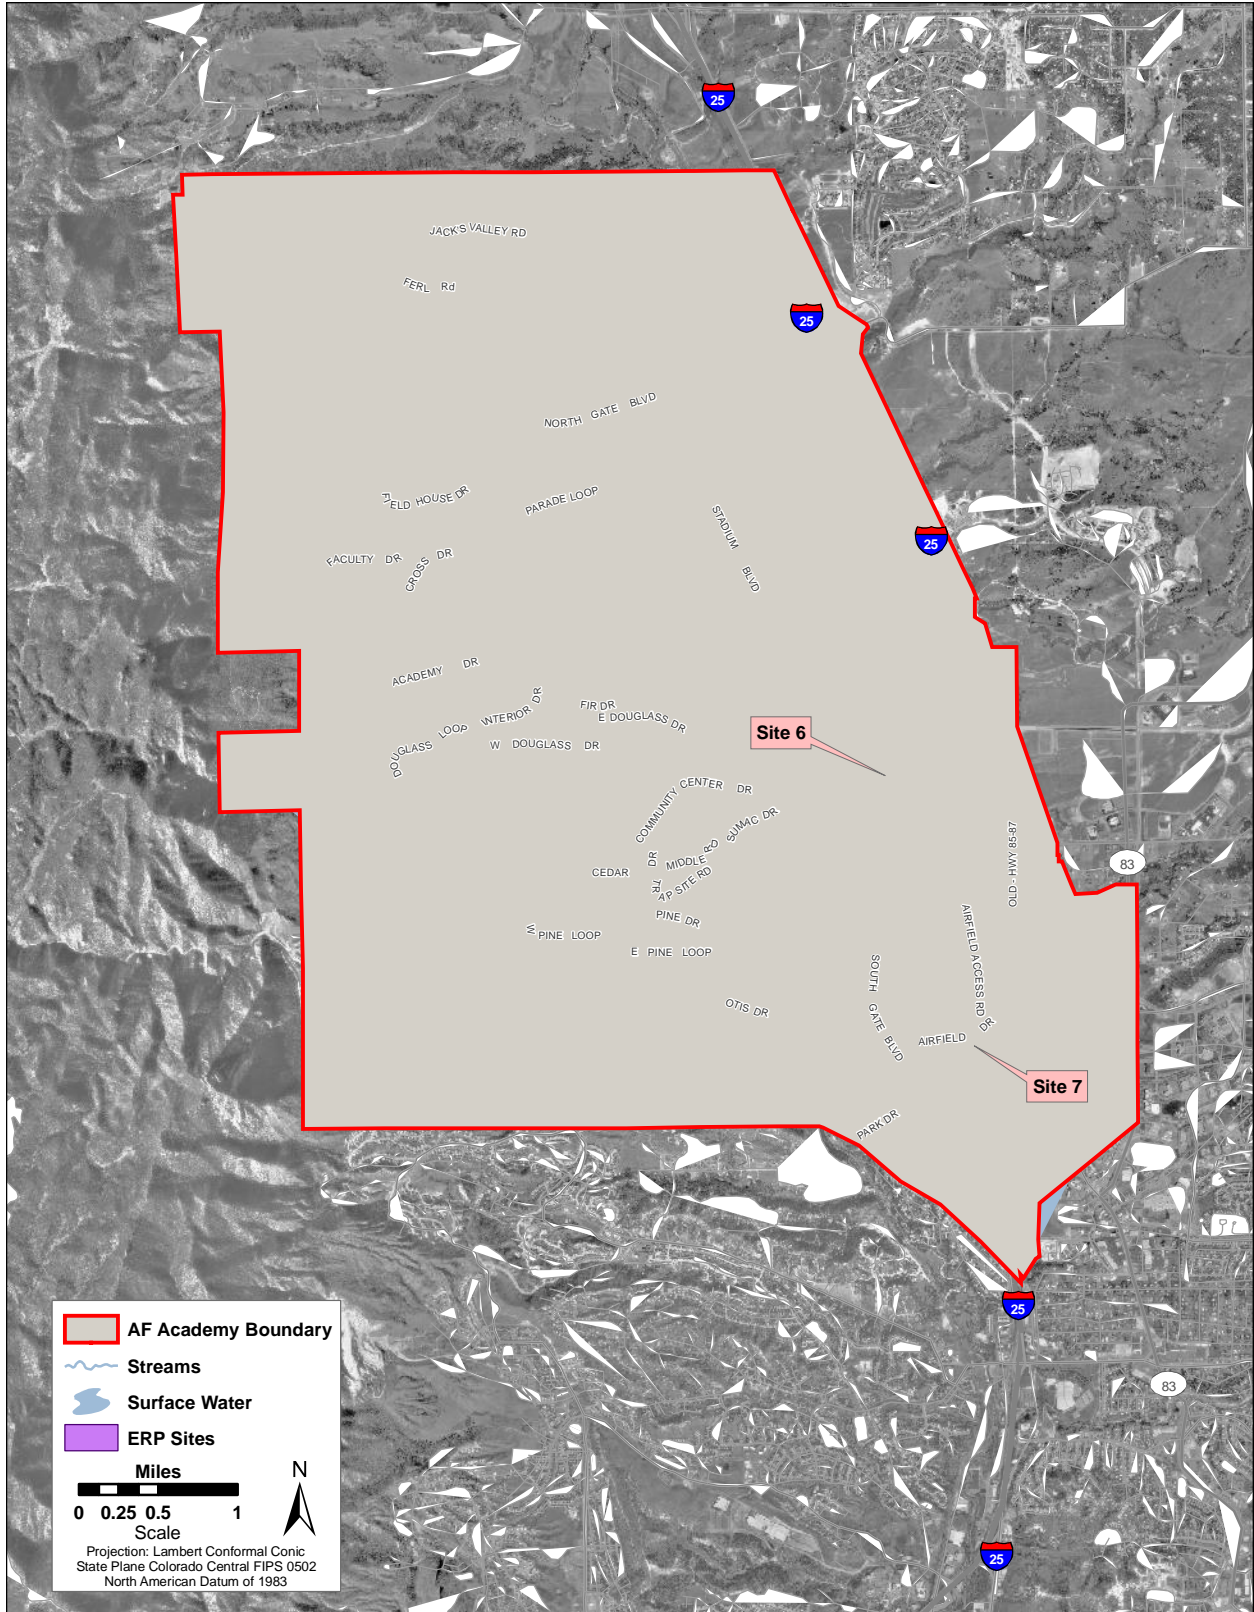 25
JACK'S VALLEY RD
FERL Rd
25
NORTH GATE BLVD
FIELD HOUSE DR
PARADE LOOP
STADIUM BLVD
25
FACULTY DR
CROSS DR
ACADEMY DR
DOUGLASS LOOP
INTERIOR DR
FIR DR
E DOUGLASS DR
W DOUGLASS DR
Site 6
COMMUNITY CENTER DR
SUMAC DR
OLD - HWY 85-87
83
CEDAR DR
MIDDLE RD
TRAP SITE RD
PINE DR
W PINE LOOP
E PINE LOOP
AIRFIELD ACCESS RD
SOUTH GATE BLVD
OTIS DR
AIRFIELD DR
Site 7
PARK DR
25
83
25
AF Academy Boundary
Streams
Surface Water
ERP Sites
Miles
N
0 0.25 0.5 1
Scale
Projection: Lambert Conformal Conic
State Plane Colorado Central FIPS 0502
North American Datum of 1983